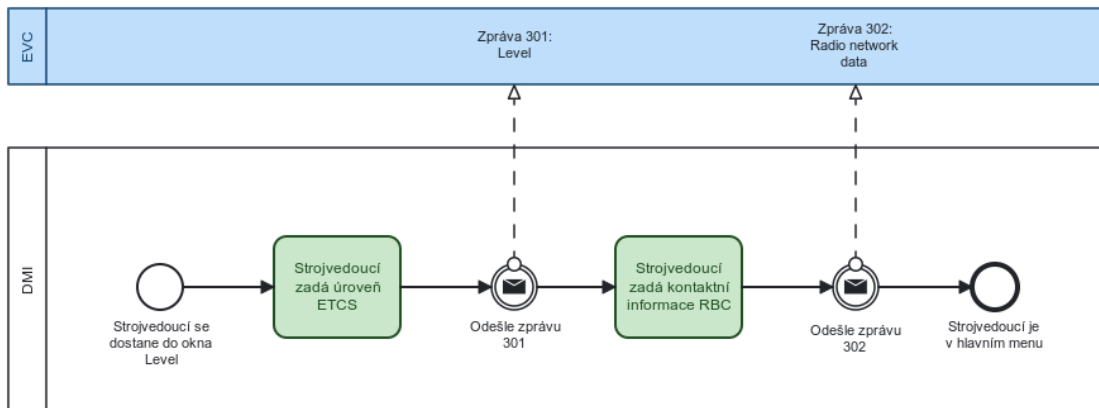 EVC
Zpráva 301:
Level
Zpráva 302:
Radio network
data
DMI
Strojvedoucí se
dostane do okna
Level
Strojvedoucí
zadá úroveň
ETCS
Odešle zprávu
301
Strojvedoucí
zadá kontaktní
informace RBC
Odešle zprávu
302
Strojvedoucí je
v hlavním menu